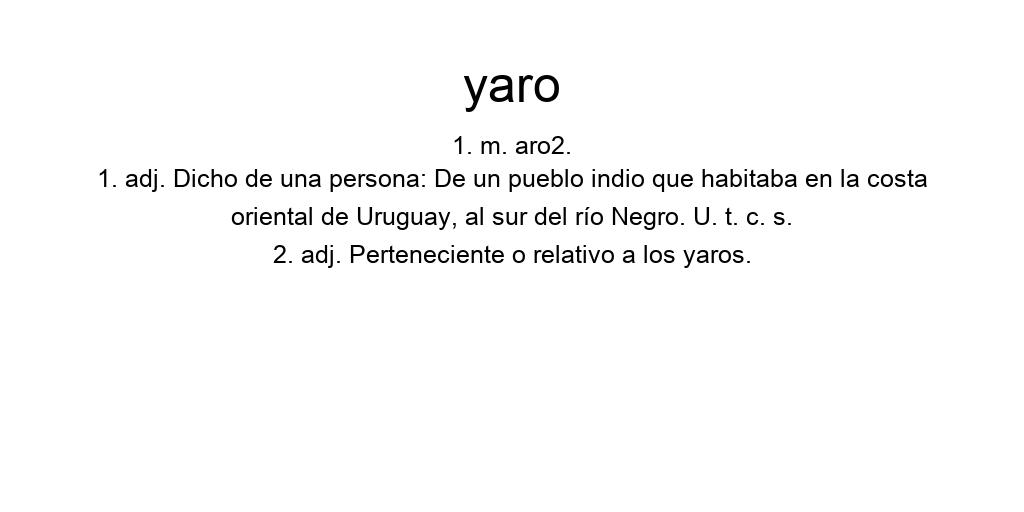 yaro
1. m. aro2.
1. adj. Dicho de una persona: De un pueblo indio que habitaba en la costa
oriental de Uruguay, al sur del río Negro. U. t. c. s.
2. adj. Perteneciente o relativo a los yaros.